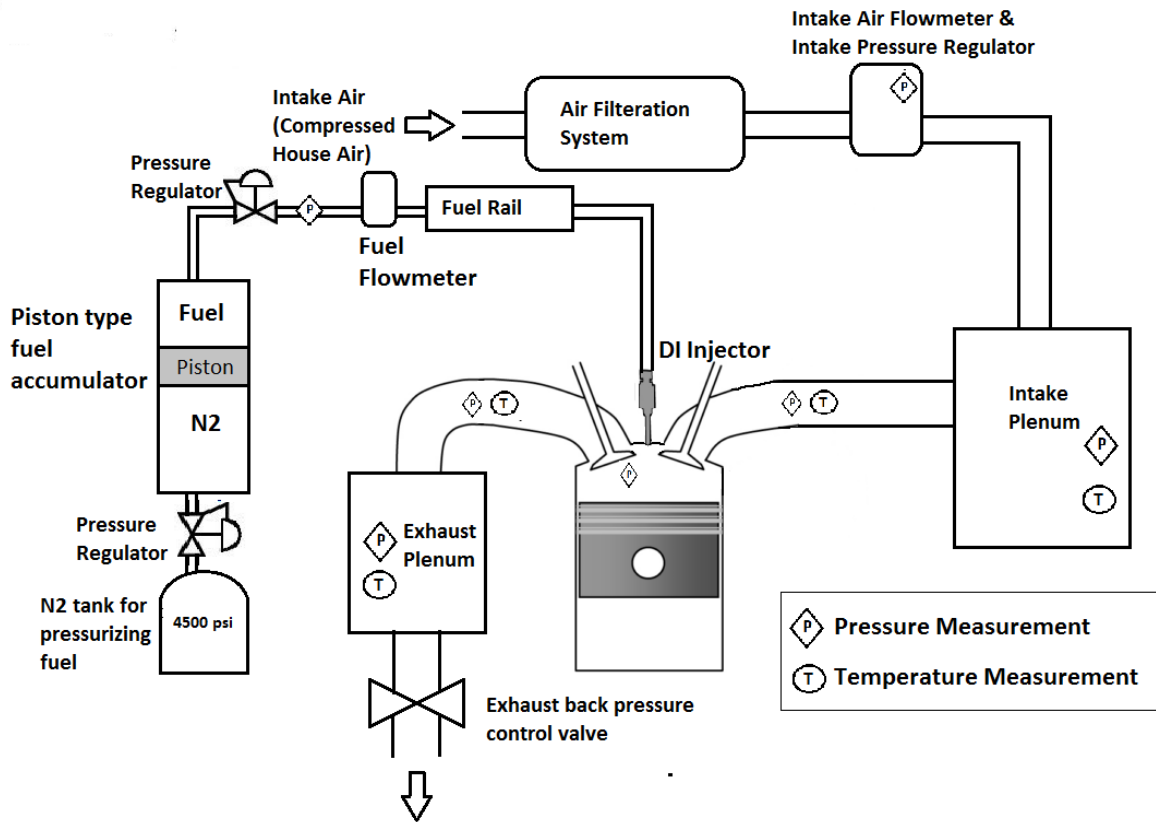 Intake Air Flowmeter &
Intake Pressure Regulator
P
Intake Air
(Compressed
House Air)
Air Filteration
System
Pressure
Regulator
P
Fuel Rail
Fuel
Flowmeter
Piston type
fuel
accumulator
Fuel
Piston
N2
DI Injector
P T
P T
P
Intake
Plenum
P
T
Pressure
Regulator
P
Exhaust
Plenum
T
N2 tank for
pressurizing
fuel
4500 psi
Exhaust back pressure
control valve
P Pressure Measurement
T Temperature Measurement